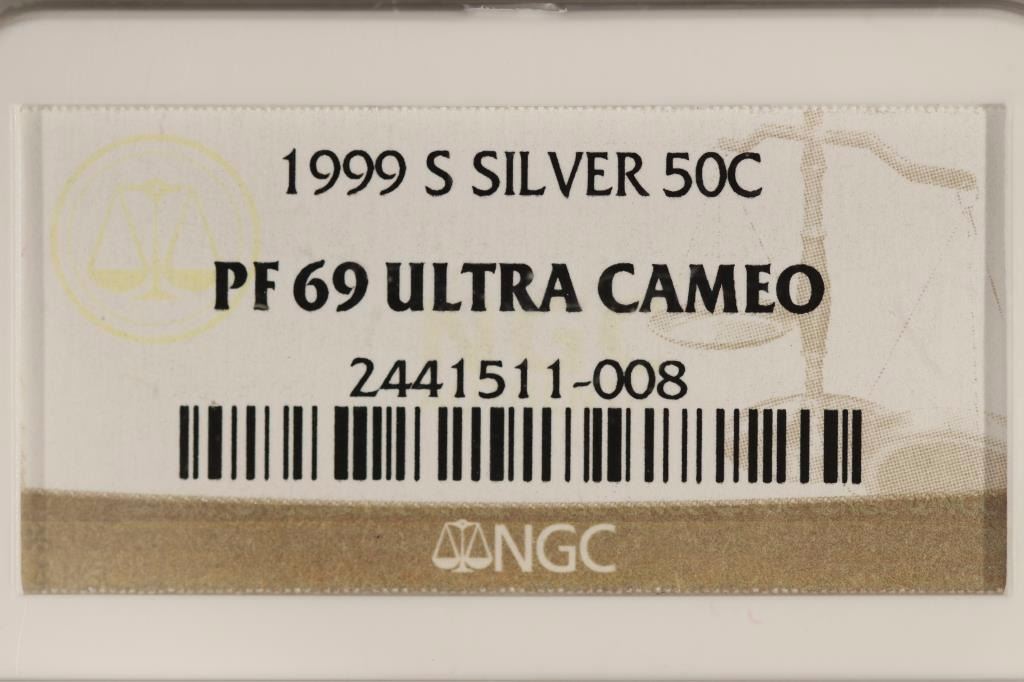 1999 S SILVER 50C
PF 69 ULTRA CAMEO
2441511-008
NGC